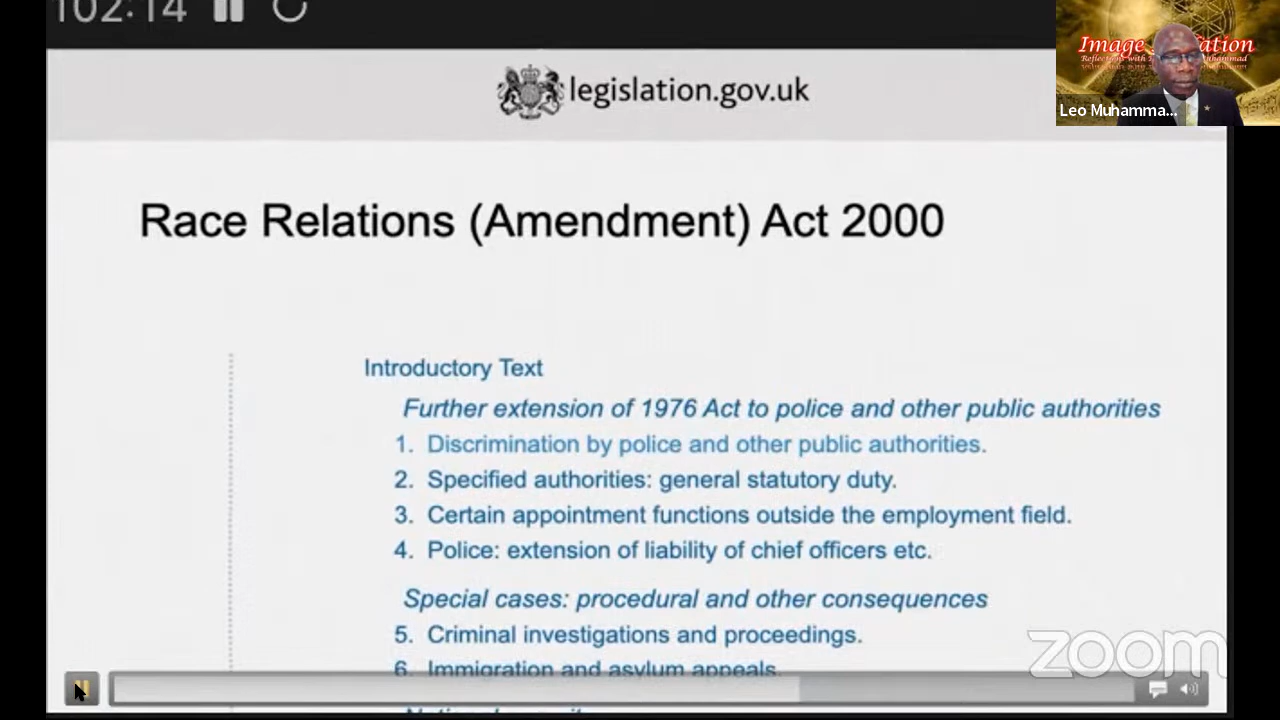 102:14
Image
Leo Muhamma...
legislation.gov.uk
Race Relations (Amendment) Act 2000
Introductory Text
Further extension of 1976 Act to police and other public authorities
1. Discrimination by police and other public authorities.
2. Specified authorities: general statutory duty.
3. Certain appointment functions outside the employment field.
4. Police: extension of liability of chief officers etc.
Special cases: procedural and other consequences
5. Criminal investigations and proceedings.
6. Immigration and asylum appeals.
zoom